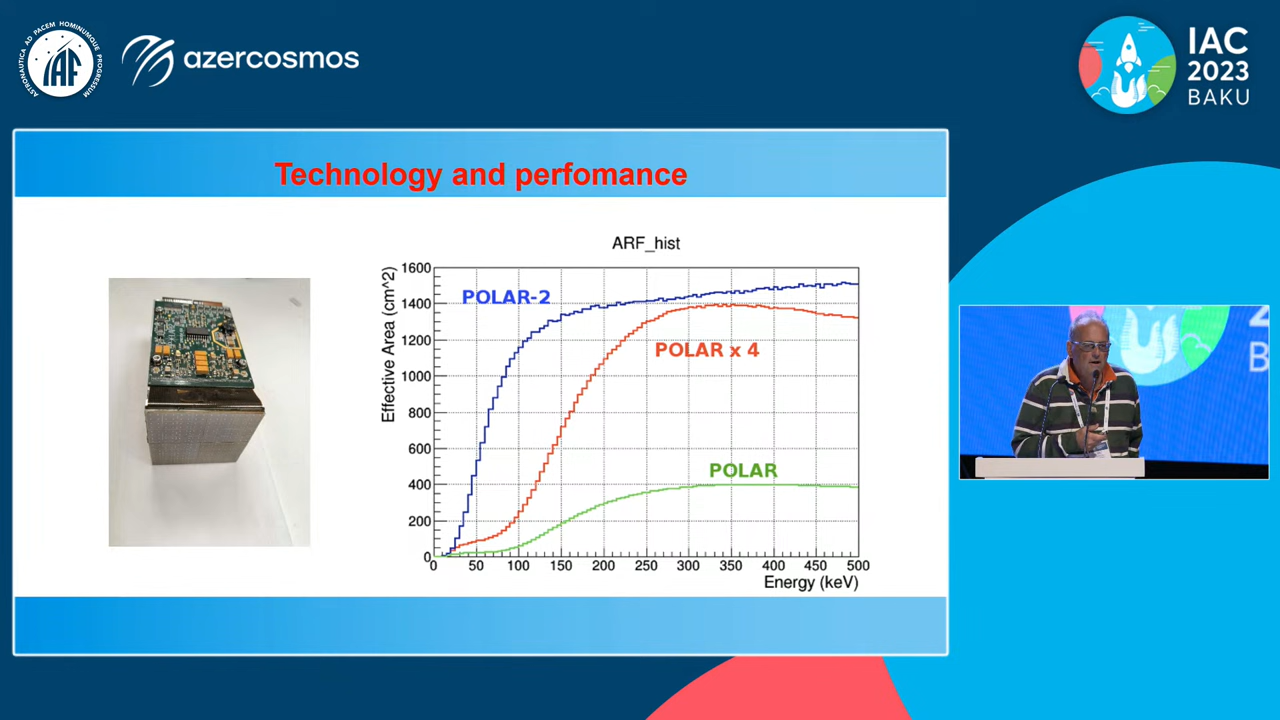 ASTRONAUTICA AD PACEM HOMINUMQUE PROGRESSUM
IAF
azercosmos
IAC
2023
BAKU
Technology and perfomance
ARF_hist
Effective Area (cm^2)
1600
1400
1200
1000
800
600
400
200
0
POLAR-2
POLAR x 4
POLAR
0 50 100 150 200 250 300 350 400 450 500
Energy (keV)